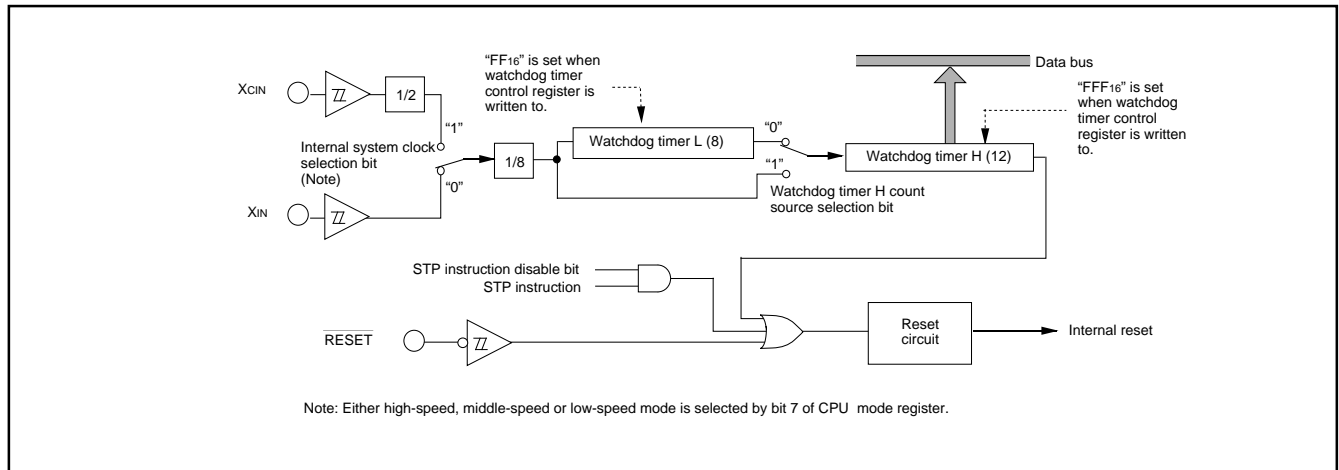 "FF16" is set when
watchdog timer
control register is
written to.
Data bus
"FFF16" is set
when watchdog
timer control
register is written
to.
XCIN
1/2
"1"
Internal system clock
selection bit
(Note)
"0"
XIN
1/8
Watchdog timer L (8)
"0"
"1"
Watchdog timer H count
source selection bit
Watchdog timer H (12)
STP instruction disable bit
STP instruction
RESET
Reset
circuit
Internal reset
Note: Either high-speed, middle-speed or low-speed mode is selected by bit 7 of CPU mode register.